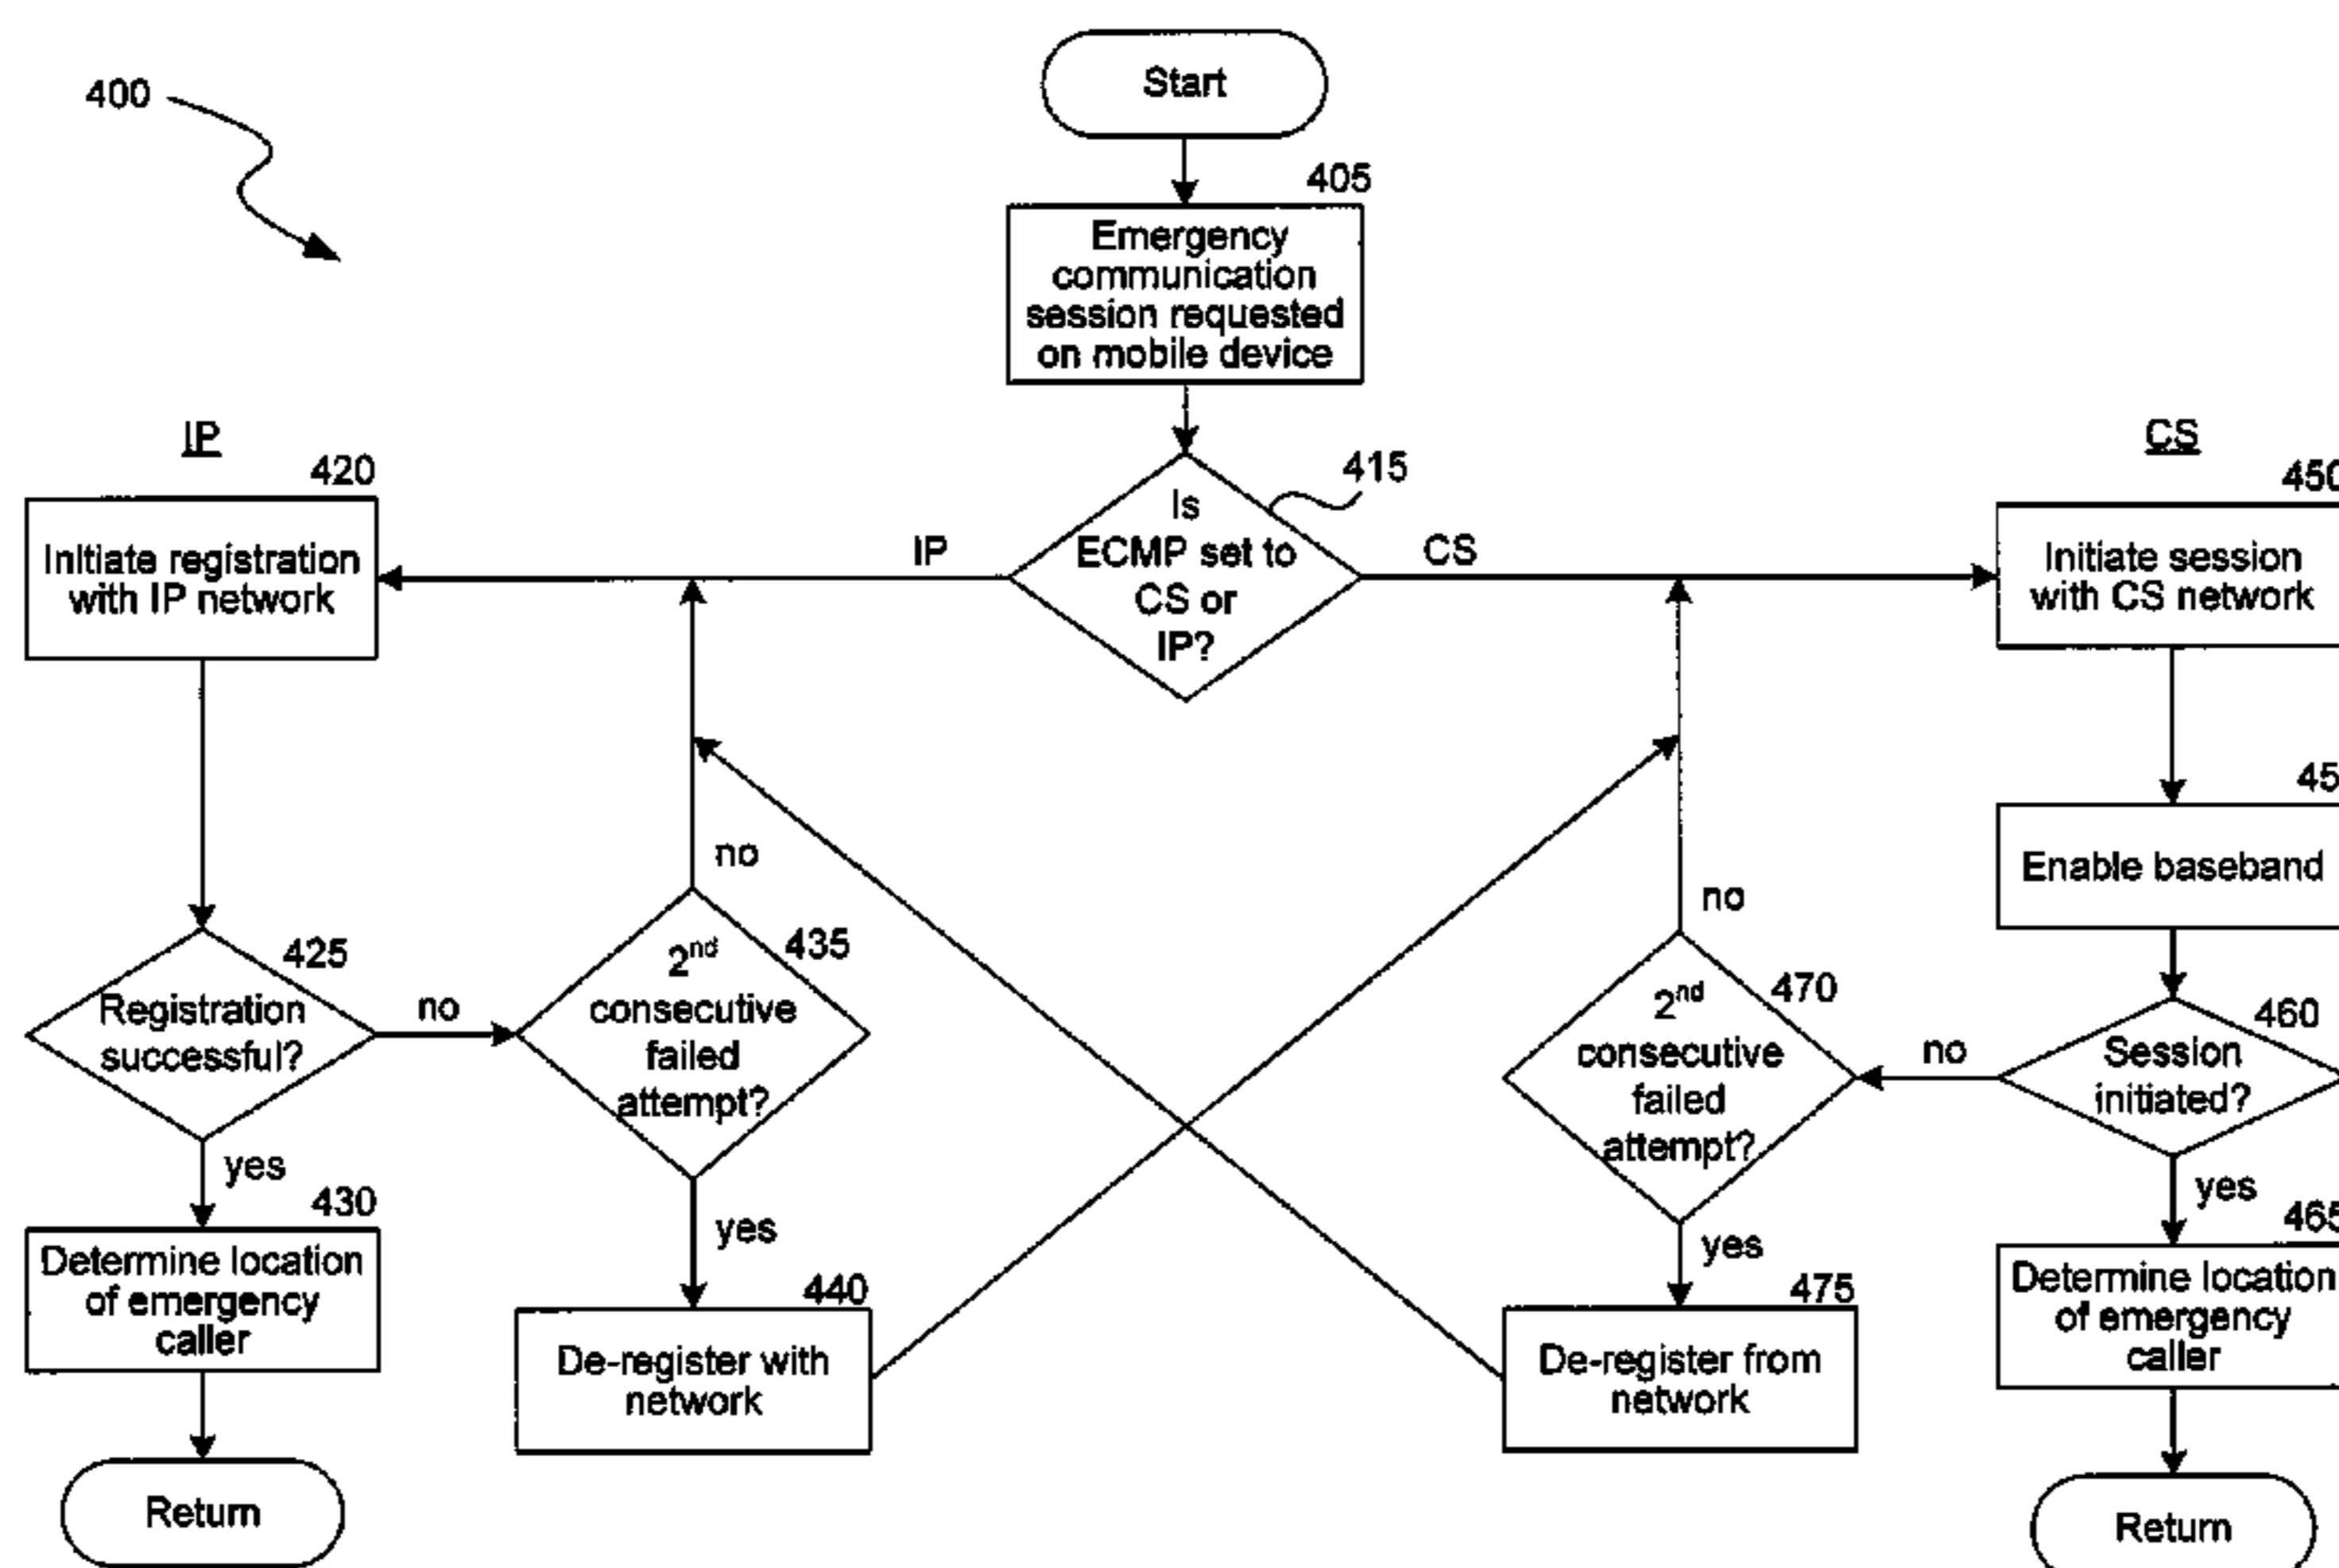 400
Start
405
Emergency
communication
session requested
on mobile device
IP
420
Initiate registration
with IP network
IP
Is
ECMP set to
CS or
IP?
415
CS
CS
450
Initiate session
with CS network
45
Enable baseband
no
no
425
Registration
successful?
no
2nd
consecutive
failed
attempt?
435
2nd
consecutive
failed
attempt?
470
no
460
Session
initiated?
yes
430
Determine location
of emergency
caller
yes
440
De-register with
network
yes
475
De-register from
network
yes
465
Determine location
of emergency
caller
Return
Return